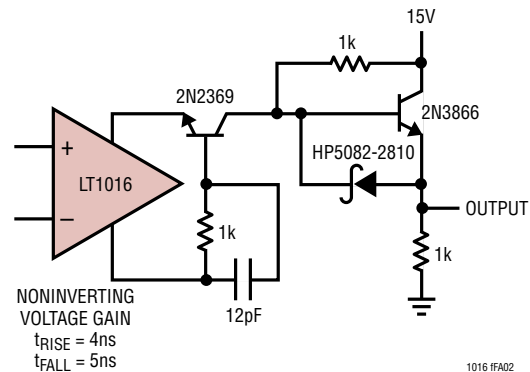 15V
1k
2N2369
2N3866
HP5082-2810
+
LT1016
–
OUTPUT
1k
1k
12pF
NONINVERTING
VOLTAGE GAIN
tRISE = 4ns
tFALL = 5ns
1016 fFA02